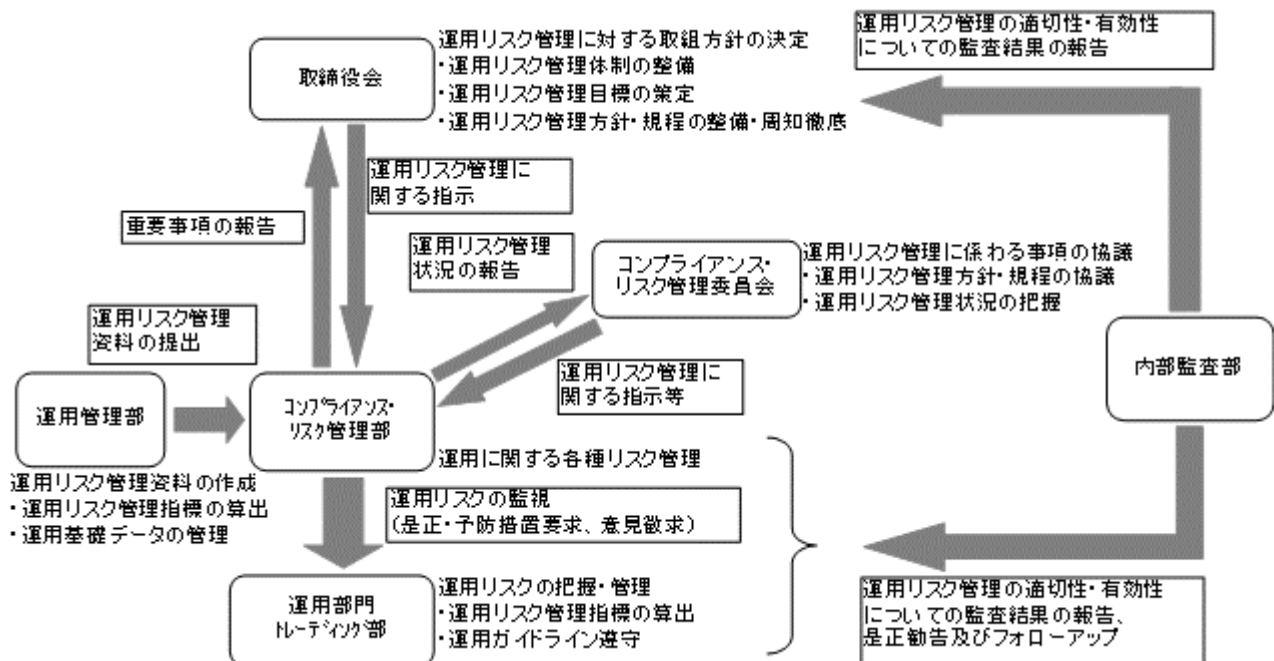 取締役会
運用リスク管理に対する取組方針の決定
・運用リスク管理体制の整備
・運用リスク管理目標の策定
・運用リスク管理方針・規程の整備・周知徹底
運用リスク管理の適切性・有効性
についての監査結果の報告
運用リスク管理に
関する指示
重要事項の報告
運用リスク管理
状況の報告
コンプライアンス・
リスク管理委員会
運用リスク管理に係わる事項の協議
・運用リスク管理方針・規程の協議
・運用リスク管理状況の把握
運用リスク管理
資料の提出
運用リスク管理に
関する指示等
内部監査部
運用管理部
コンプライアンス・
リスク管理部
運用に関する各種リスク管理
運用リスク管理資料の作成
・運用リスク管理指標の算出
・運用基礎データの管理
運用リスクの監視
(是正・予防措置要求、意見徴求)
運用部門
トレーディング部
運用リスクの把握・管理
・運用リスク管理指標の算出
・運用ガイドライン遵守
運用リスク管理の適切性・有効性
についての監査結果の報告、
是正勧告及びフォローアップ